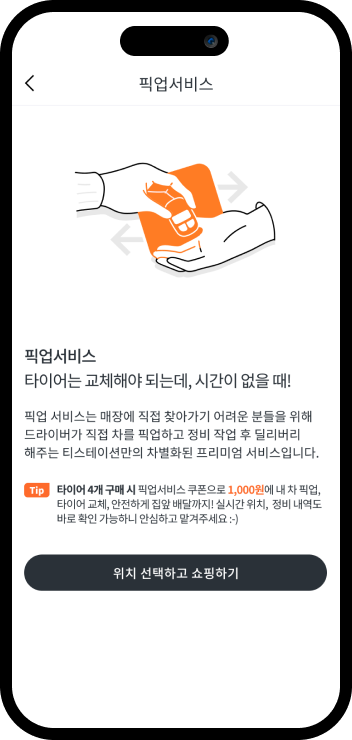 픽업서비스
픽업서비스
타이어는 교체해야 되는데, 시간이 없을 때!
픽업 서비스는 매장에 직접 찾아가기 어려운 분들을 위해
드라이버가 직접 차를 픽업하고 정비 작업 후 딜리버리
해주는 티스테이션만의 차별화된 프리미엄 서비스입니다.
Tip 타이어 4개 구매 시 픽업서비스 쿠폰으로 1,000원에 내 차 픽업,
타이어 교체, 안전하게 집앞 배달까지! 실시간 위치, 정비 내역도
바로 확인 가능하니 안심하고 맡겨주세요 :-)
위치 선택하고 쇼핑하기